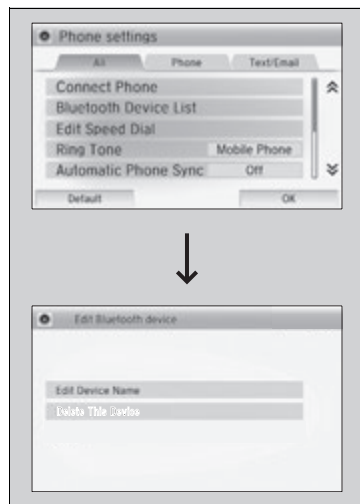 Phone settings
All Phone Text/Email
Connect Phone
Bluetooth Device List
Edit Speed Dial
Ring Tone Mobile Phone
Automatic Phone Sync Off
Default OK
Edit Bluetooth device
Edit Device Name
Delete This Device